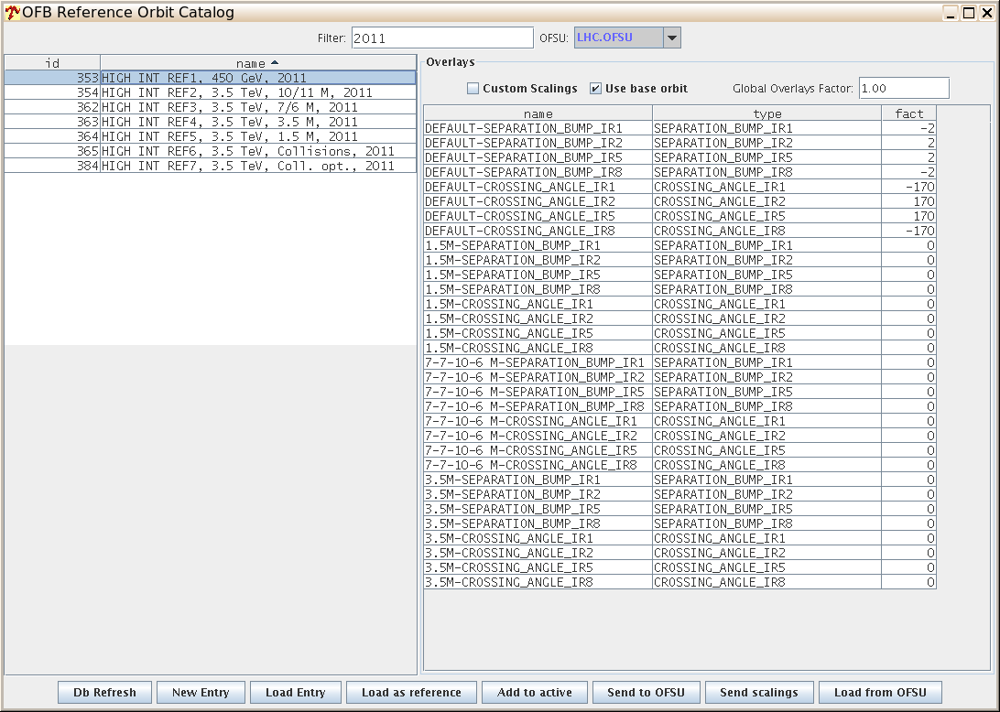 OFB Reference Orbit Catalog
Filter: 2011 OFSU: LHC.OFSU
id name
353 HIGH INT REF1, 450 GeV, 2011
354 HIGH INT REF2, 3.5 TeV, 10/11 M, 2011
362 HIGH INT REF3, 3.5 TeV, 7/6 M, 2011
363 HIGH INT REF4, 3.5 TeV, 3.5 M, 2011
364 HIGH INT REF5, 3.5 TeV, 1.5 M, 2011
365 HIGH INT REF6, 3.5 TeV, Collisions, 2011
384 HIGH INT REF7, 3.5 TeV, Coll. opt., 2011
Overlays
Custom Scalings Use base orbit Global Overlays Factor: 1.00
name type fact
DEFAULT-SEPARATION_BUMP_IR1 SEPARATION_BUMP_IR1 -2
DEFAULT-SEPARATION_BUMP_IR2 SEPARATION_BUMP_IR2 2
DEFAULT-SEPARATION_BUMP_IR5 SEPARATION_BUMP_IR5 2
DEFAULT-SEPARATION_BUMP_IR8 SEPARATION_BUMP_IR8 -2
DEFAULT-CROSSING_ANGLE_IR1 CROSSING_ANGLE_IR1 -170
DEFAULT-CROSSING_ANGLE_IR2 CROSSING_ANGLE_IR2 170
DEFAULT-CROSSING_ANGLE_IR5 CROSSING_ANGLE_IR5 170
DEFAULT-CROSSING_ANGLE_IR8 CROSSING_ANGLE_IR8 -170
1.5M-SEPARATION_BUMP_IR1 SEPARATION_BUMP_IR1 0
1.5M-SEPARATION_BUMP_IR2 SEPARATION_BUMP_IR2 0
1.5M-SEPARATION_BUMP_IR5 SEPARATION_BUMP_IR5 0
1.5M-SEPARATION_BUMP_IR8 SEPARATION_BUMP_IR8 0
1.5M-CROSSING_ANGLE_IR1 CROSSING_ANGLE_IR1 0
1.5M-CROSSING_ANGLE_IR2 CROSSING_ANGLE_IR2 0
1.5M-CROSSING_ANGLE_IR5 CROSSING_ANGLE_IR5 0
1.5M-CROSSING_ANGLE_IR8 CROSSING_ANGLE_IR8 0
7-7-10-6 M-SEPARATION_BUMP_IR1 SEPARATION_BUMP_IR1 0
7-7-10-6 M-SEPARATION_BUMP_IR2 SEPARATION_BUMP_IR2 0
7-7-10-6 M-SEPARATION_BUMP_IR5 SEPARATION_BUMP_IR5 0
7-7-10-6 M-SEPARATION_BUMP_IR8 SEPARATION_BUMP_IR8 0
7-7-10-6 M-CROSSING_ANGLE_IR1 CROSSING_ANGLE_IR1 0
7-7-10-6 M-CROSSING_ANGLE_IR2 CROSSING_ANGLE_IR2 0
7-7-10-6 M-CROSSING_ANGLE_IR5 CROSSING_ANGLE_IR5 0
7-7-10-6 M-CROSSING_ANGLE_IR8 CROSSING_ANGLE_IR8 0
3.5M-SEPARATION_BUMP_IR1 SEPARATION_BUMP_IR1 0
3.5M-SEPARATION_BUMP_IR2 SEPARATION_BUMP_IR2 0
3.5M-SEPARATION_BUMP_IR5 SEPARATION_BUMP_IR5 0
3.5M-SEPARATION_BUMP_IR8 SEPARATION_BUMP_IR8 0
3.5M-CROSSING_ANGLE_IR1 CROSSING_ANGLE_IR1 0
3.5M-CROSSING_ANGLE_IR2 CROSSING_ANGLE_IR2 0
3.5M-CROSSING_ANGLE_IR5 CROSSING_ANGLE_IR5 0
3.5M-CROSSING_ANGLE_IR8 CROSSING_ANGLE_IR8 0
Db Refresh New Entry Load Entry Load as reference Add to active Send to OFSU Send scalings Load from OFSU